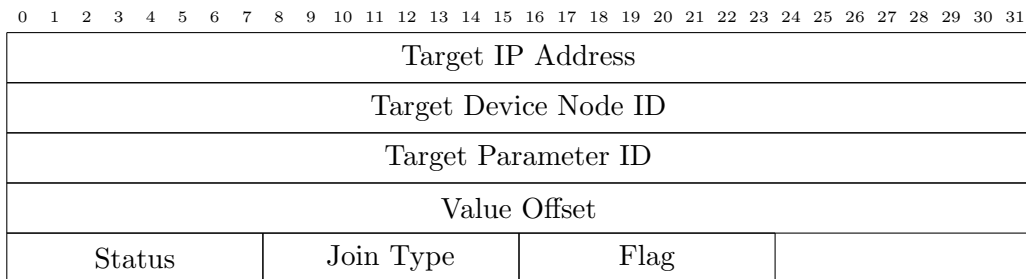 0 1 2 3 4 5 6 7 8 9 10 11 12 13 14 15 16 17 18 19 20 21 22 23 24 25 26 27 28 29 30 31
Target IP Address
Target Device Node ID
Target Parameter ID
Value Offset
Status Join Type Flag